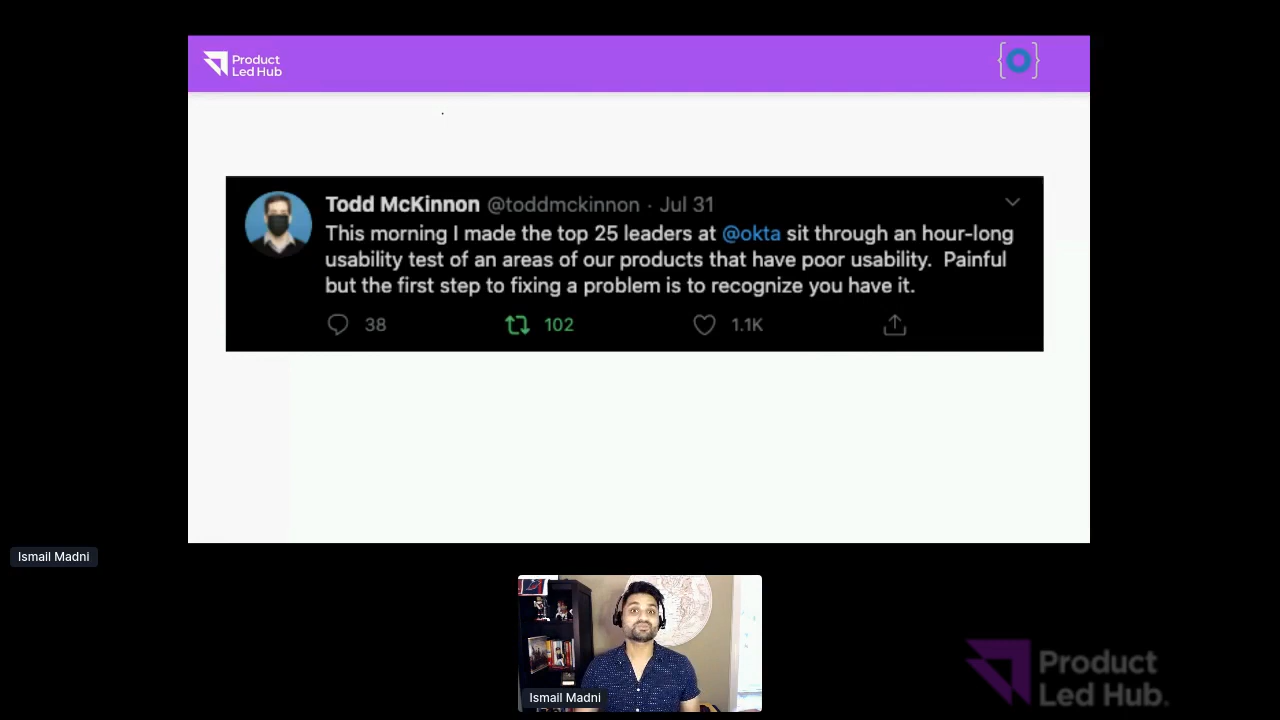 Product
Led Hub
Todd McKinnon @toddmckinnon · Jul 31
This morning I made the top 25 leaders at @okta sit through an hour-long
usability test of an areas of our products that have poor usability. Painful
but the first step to fixing a problem is to recognize you have it.
38 102 1.1K
Ismail Madni
Ismail Madni
Product
Led Hub.